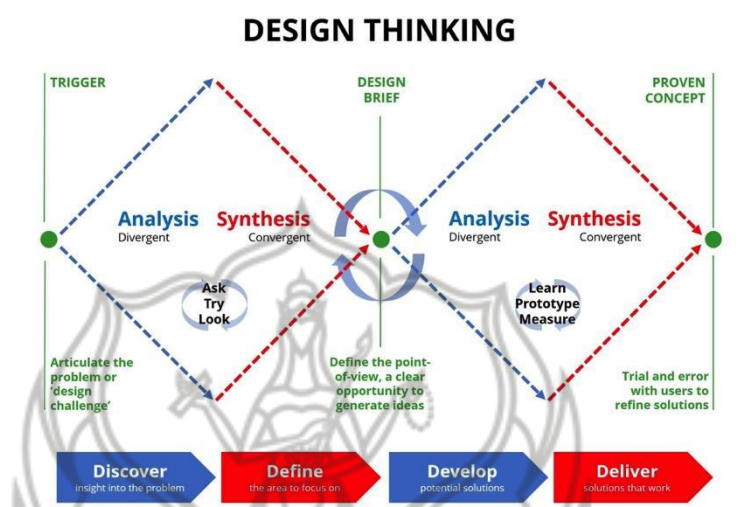 DESIGN THINKING
TRIGGER
DESIGN
BRIEF
PROVEN
CONCEPT
Analysis
Divergent
Synthesis
Convergent
Analysis
Divergent
Synthesis
Convergent
Ask
Try
Look
Learn
Prototype
Measure
Articulate the
problem or
‘design
challenge’
Define the point-
of-view, a clear
opportunity to
generate ideas
Trial and error
with users to
refine solutions
Discover
insight into the problem
Define
the area to focus on
Develop
potential solutions
Deliver
solutions that work